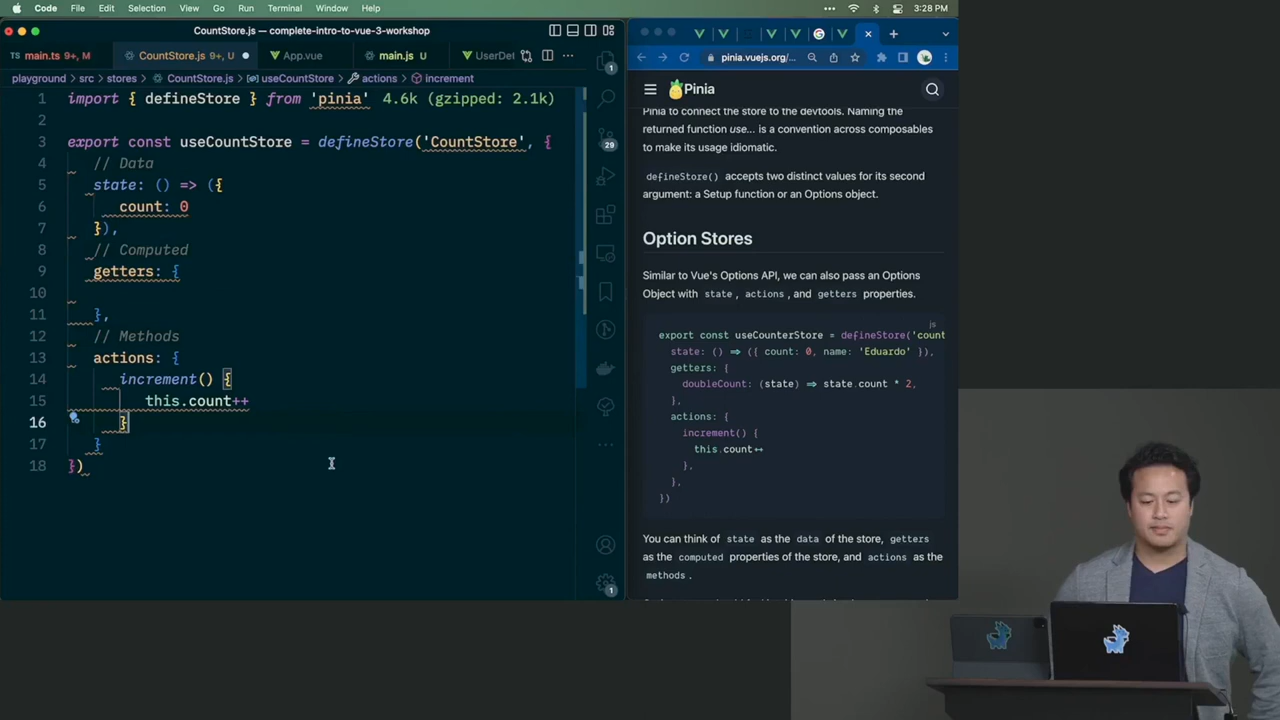 Code File Edit Selection View Go Run Terminal Window Help
3:28 PM
CountStore.js — complete-intro-to-vue-3-workshop
main.ts 9+, M CountStore.js 9+, U App.vue main.js U UserDet
playground > src > stores > CountStore.js > useCountStore > actions > increment
1 import { defineStore } from 'pinia' 4.6k (gzipped: 2.1k)
2
3 export const useCountStore = defineStore('CountStore', {
4 // Data
5 state: () => ({
6 count: 0
7 }),
8 // Computed
9 getters: {
10
11 },
12 // Methods
13 actions: {
14 increment() {
15 this.count++
16 }
17 }
18 })
1
29
1
pinia.vuejs.org/...
Pinia
Pinia to connect the store to the devtools. Naming the
returned function use... is a convention across composables
to make its usage idiomatic.
defineStore() accepts two distinct values for its second
argument: a Setup function or an Options object.
Option Stores
Similar to Vue's Options API, we can also pass an Options
Object with state, actions, and getters properties.
js
export const useCounterStore = defineStore('count
state: () => ({ count: 0, name: 'Eduardo' }),
getters: {
doubleCount: (state) => state.count * 2,
},
actions: {
increment() {
this.count++
},
},
})
You can think of state as the data of the store, getters
as the computed properties of the store, and actions as the
methods.